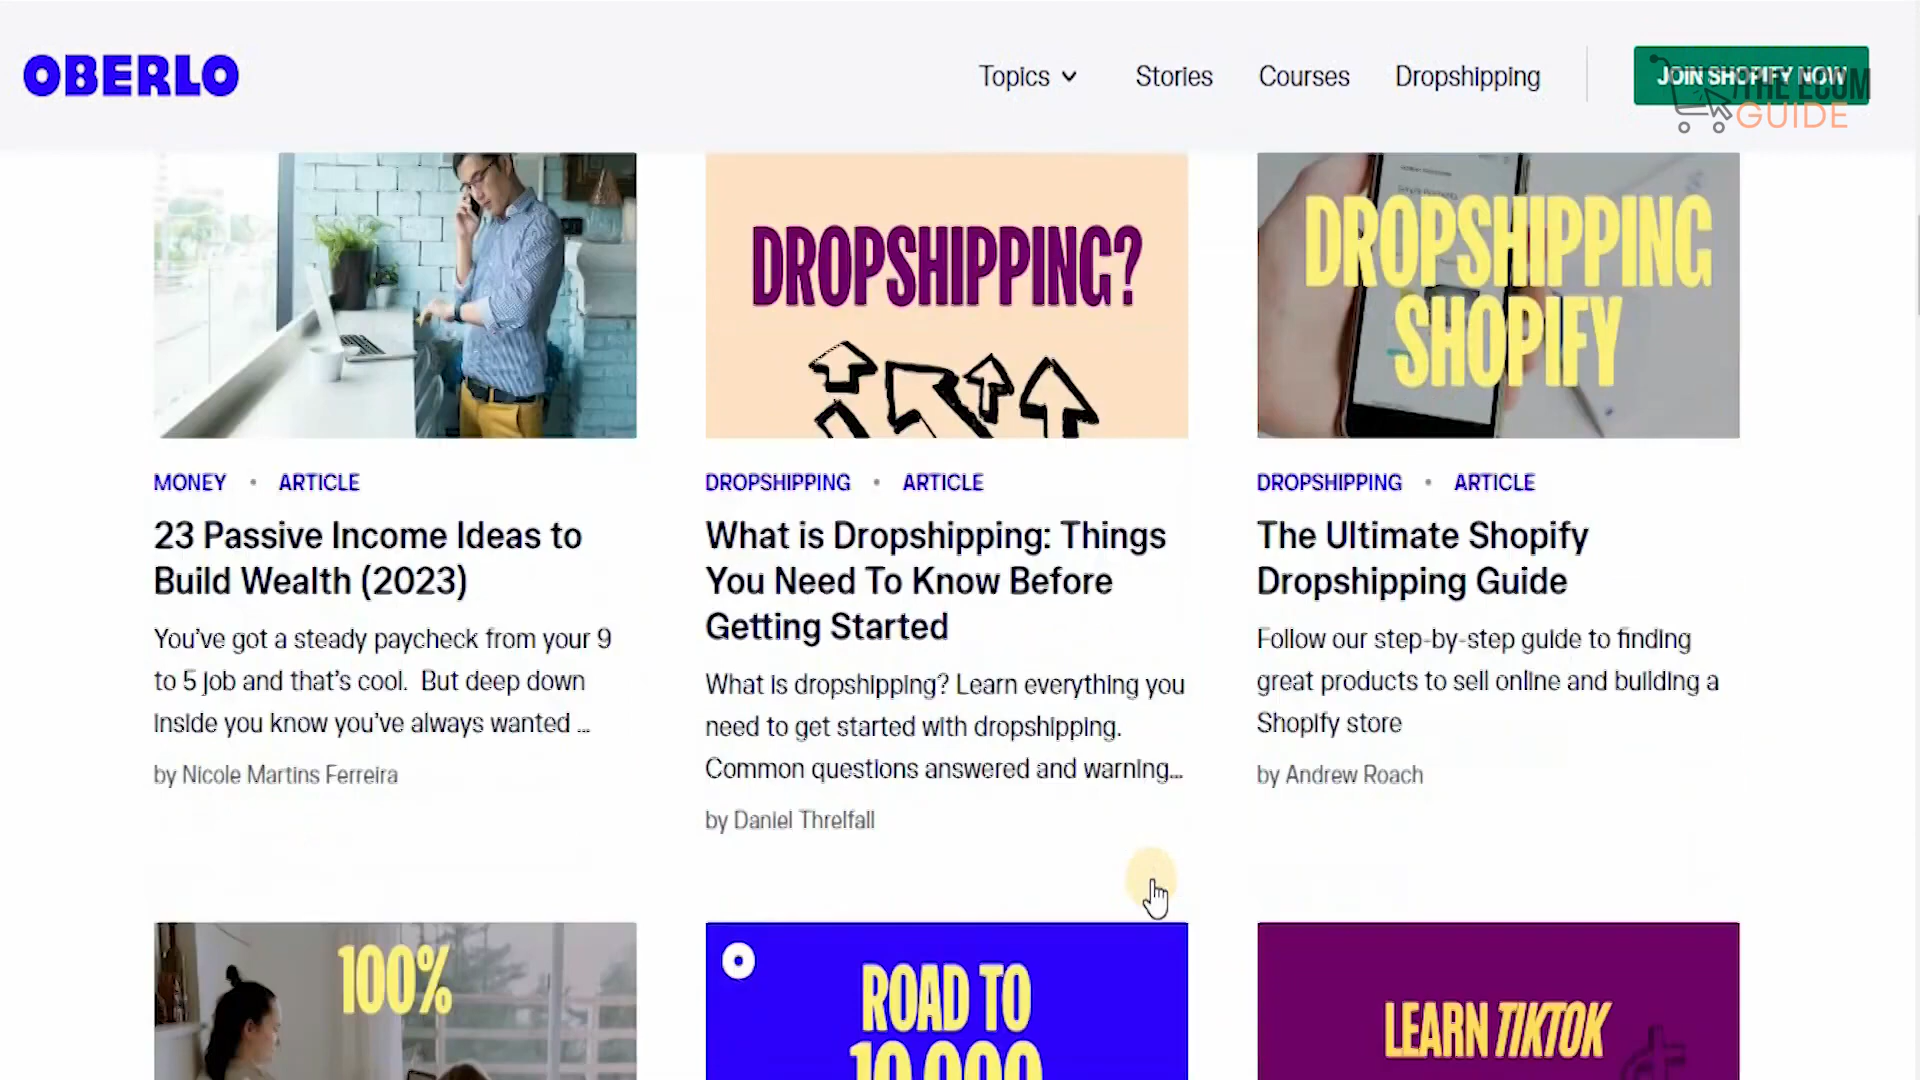 OBERLO
Topics
Stories
Courses
Dropshipping
JOIN SHOPIFY NOW
THE ECOM
GUIDE
DROPSHIPPING?
DROPSHIPPING
SHOPIFY
MONEY • ARTICLE
23 Passive Income Ideas to
Build Wealth (2023)
You've got a steady paycheck from your 9
to 5 job and that's cool. But deep down
inside you know you've always wanted ...
by Nicole Martins Ferreira
DROPSHIPPING • ARTICLE
What is Dropshipping: Things
You Need To Know Before
Getting Started
What is dropshipping? Learn everything you
need to get started with dropshipping.
Common questions answered and warning...
by Daniel Threlfall
DROPSHIPPING • ARTICLE
The Ultimate Shopify
Dropshipping Guide
Follow our step-by-step guide to finding
great products to sell online and building a
Shopify store
by Andrew Roach
100%
ROAD TO
10,000
LEARN TIKTOK